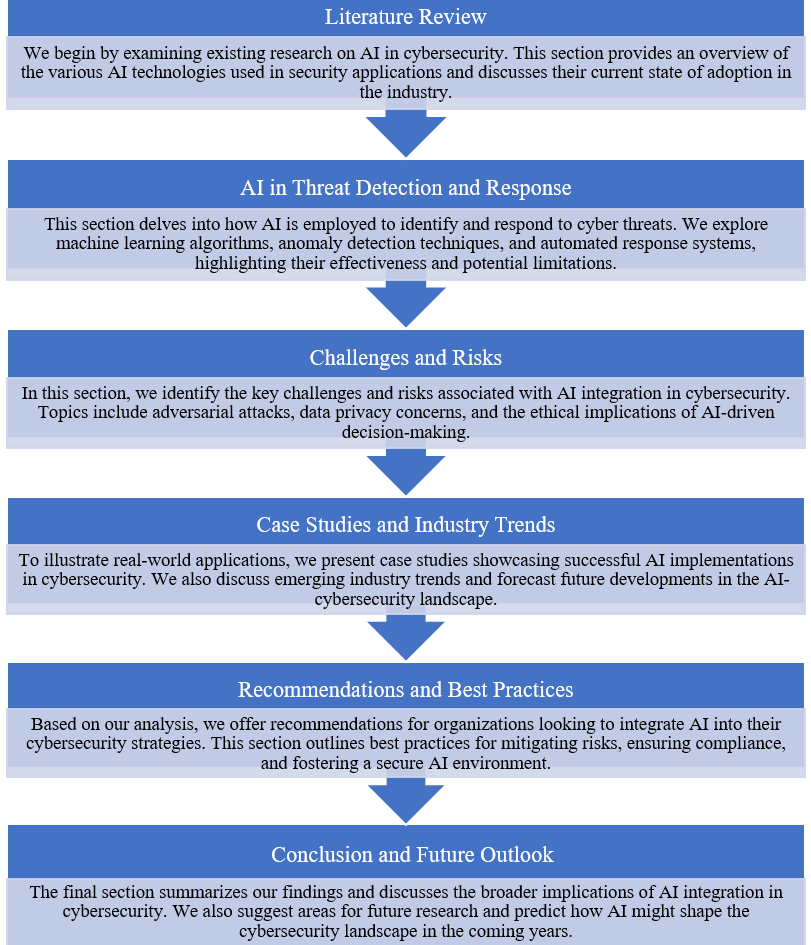 Literature Review
We begin by examining existing research on AI in cybersecurity. This section provides an overview of
the various AI technologies used in security applications and discusses their current state of adoption in
the industry.
AI in Threat Detection and Response
This section delves into how AI is employed to identify and respond to cyber threats. We explore
machine learning algorithms, anomaly detection techniques, and automated response systems,
highlighting their effectiveness and potential limitations.
Challenges and Risks
In this section, we identify the key challenges and risks associated with AI integration in cybersecurity.
Topics include adversarial attacks, data privacy concerns, and the ethical implications of AI-driven
decision-making.
Case Studies and Industry Trends
To illustrate real-world applications, we present case studies showcasing successful AI implementations
in cybersecurity. We also discuss emerging industry trends and forecast future developments in the AI-
cybersecurity landscape.
Recommendations and Best Practices
Based on our analysis, we offer recommendations for organizations looking to integrate AI into their
cybersecurity strategies. This section outlines best practices for mitigating risks, ensuring compliance,
and fostering a secure AI environment.
Conclusion and Future Outlook
The final section summarizes our findings and discusses the broader implications of AI integration in
cybersecurity. We also suggest areas for future research and predict how AI might shape the
cybersecurity landscape in the coming years.